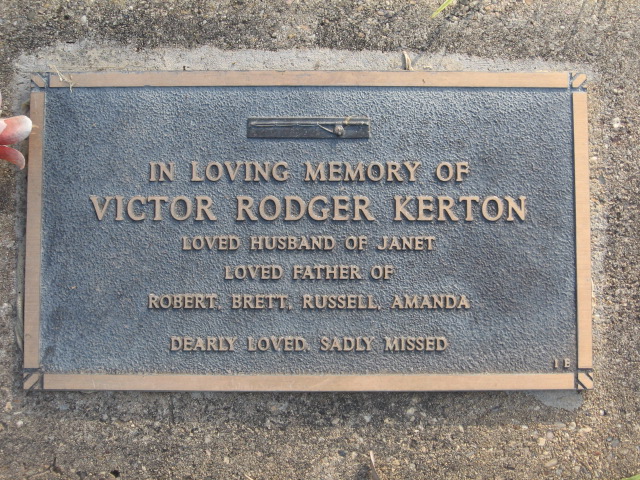 IN LOVING MEMORY OF
VICTOR RODGER KERTON
LOVED HUSBAND OF JANET
LOVED FATHER OF
ROBERT, BRETT, RUSSELL, AMANDA
DEARLY LOVED, SADLY MISSED